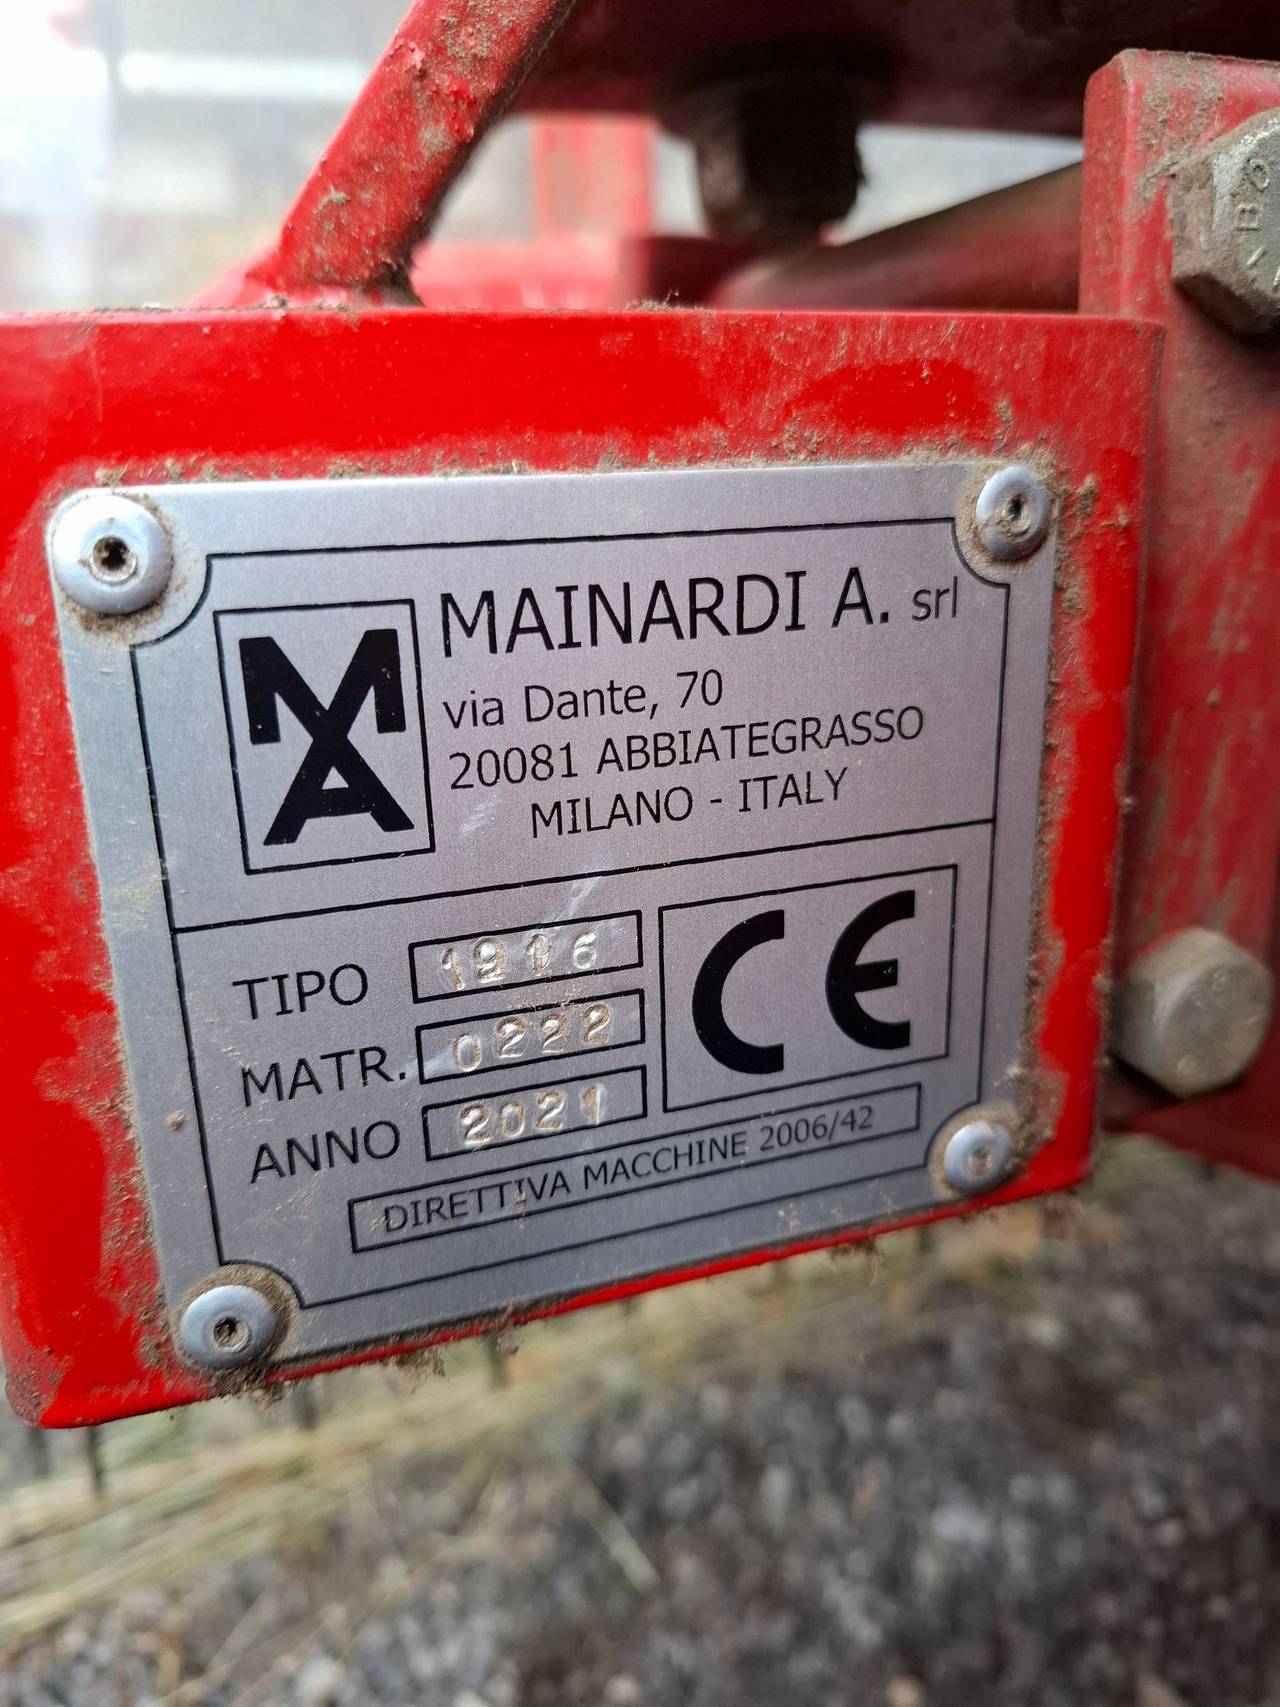 MA
MAINARDI A. srl
via Dante, 70
20081 ABBIATEGRASSO
MILANO - ITALY
TIPO 1916
MATR. 0222
ANNO 2021
CE
DIRETTIVA MACCHINE 2006/42